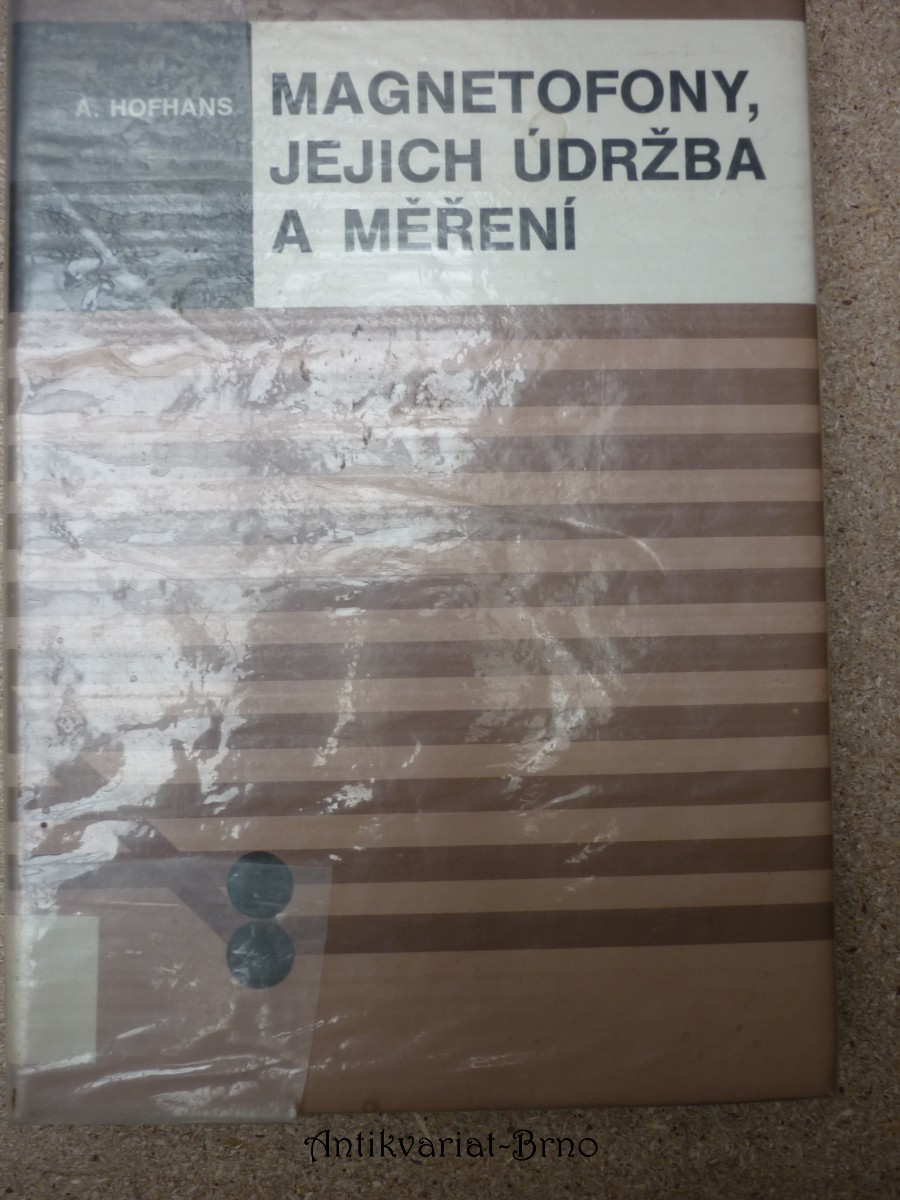 A. HOFHANS
MAGNETOFONY,
JEJICH ÚDRŽBA
A MĚŘENÍ
Antikvariat-Brno